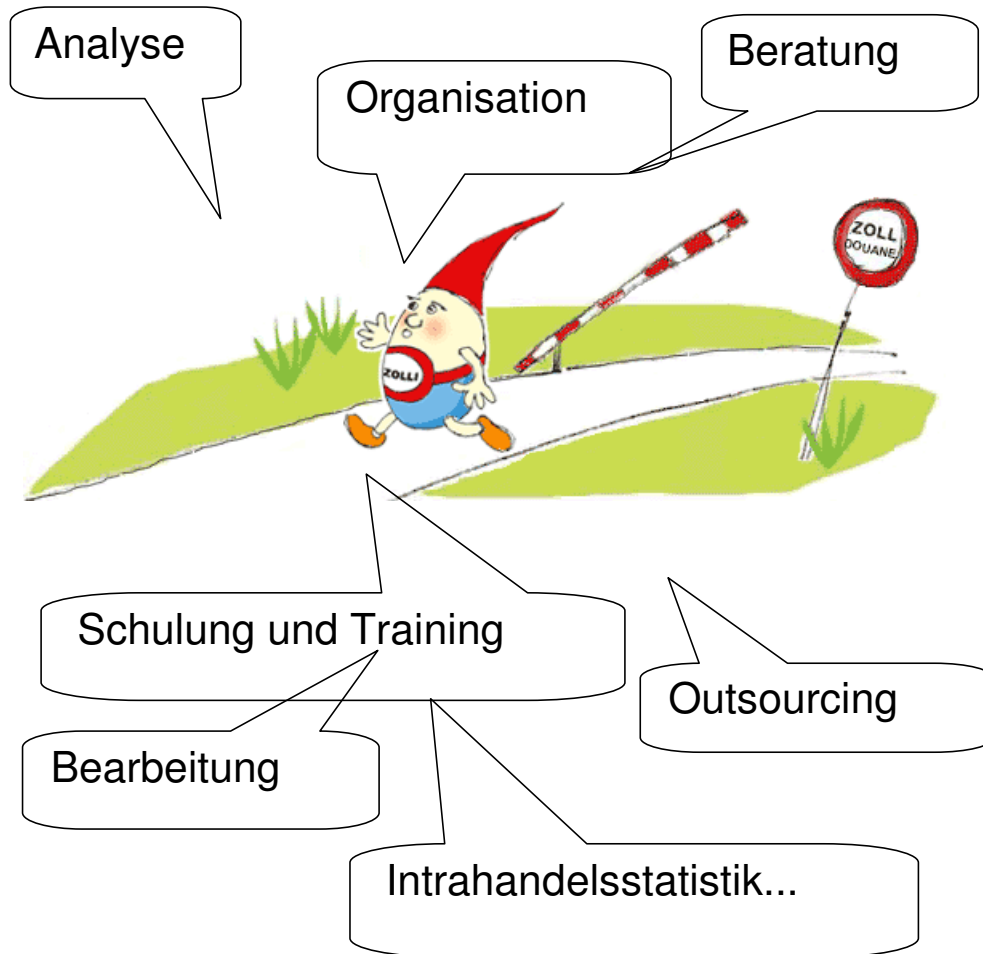 Analyse
Organisation
Beratung
ZOLL
DOUANE
ZOLLI
Schulung und Training
Outsourcing
Bearbeitung
Intrahandelsstatistik...